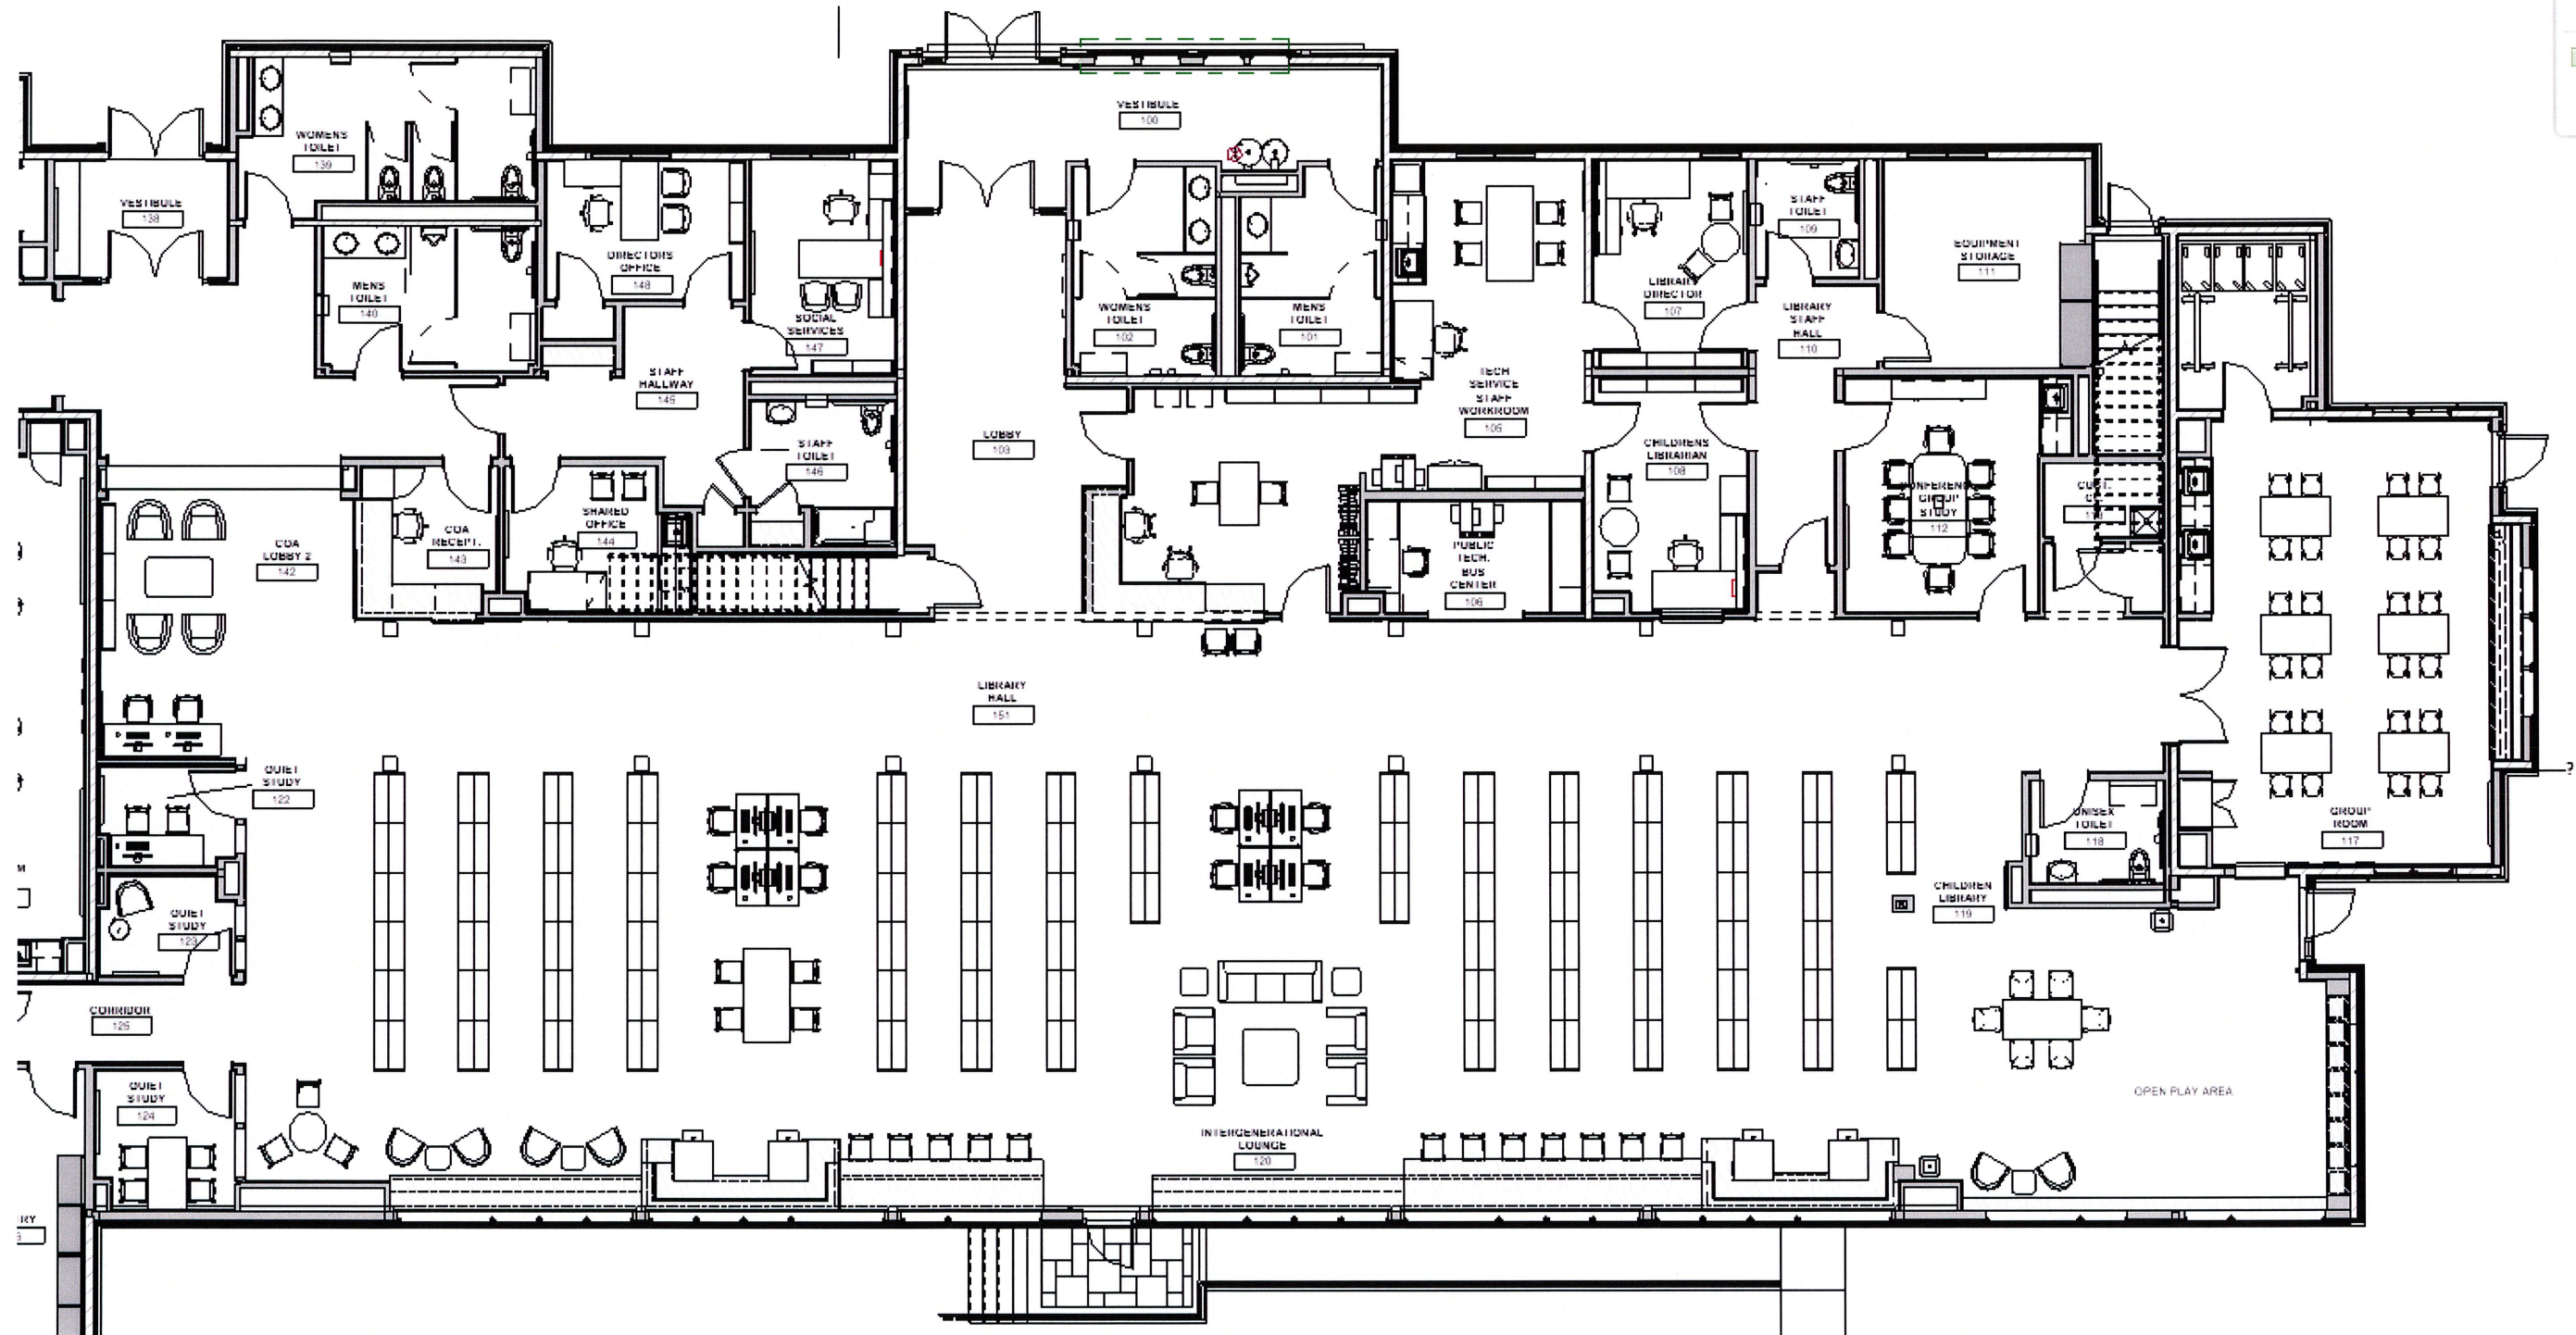 VESTIBULE
100
WOMENS
TOILET
139
VESTIBULE
138
MENS
TOILET
140
DIRECTORS
OFFICE
148
SOCIAL
SERVICES
147
STAFF
HALLWAY
145
STAFF
TOILET
146
LOBBY
103
WOMENS
TOILET
102
MENS
TOILET
101
TECH
SERVICE
STAFF
WORKROOM
105
LIBRARY
DIRECTOR
107
STAFF
TOILET
109
LIBRARY
STAFF
HALL
110
EQUIPMENT
STORAGE
111
CHILDRENS
LIBRARIAN
108
CONFERENC
GROUP
STUDY
112
PUBLIC
TECH.
BUS
CENTER
106
COA
LOBBY 2
142
COA
RECEPT.
143
SHARED
OFFICE
144
LIBRARY
HALL
151
QUIET
STUDY
122
QUIET
STUDY
123
CORRIDOR
125
QUIET
STUDY
124
UNISEX
TOILET
118
GROUP
ROOM
117
CHILDREN
LIBRARY
119
OPEN PLAY AREA
INTERGENERATIONAL
LOUNGE
120
?
M
RY